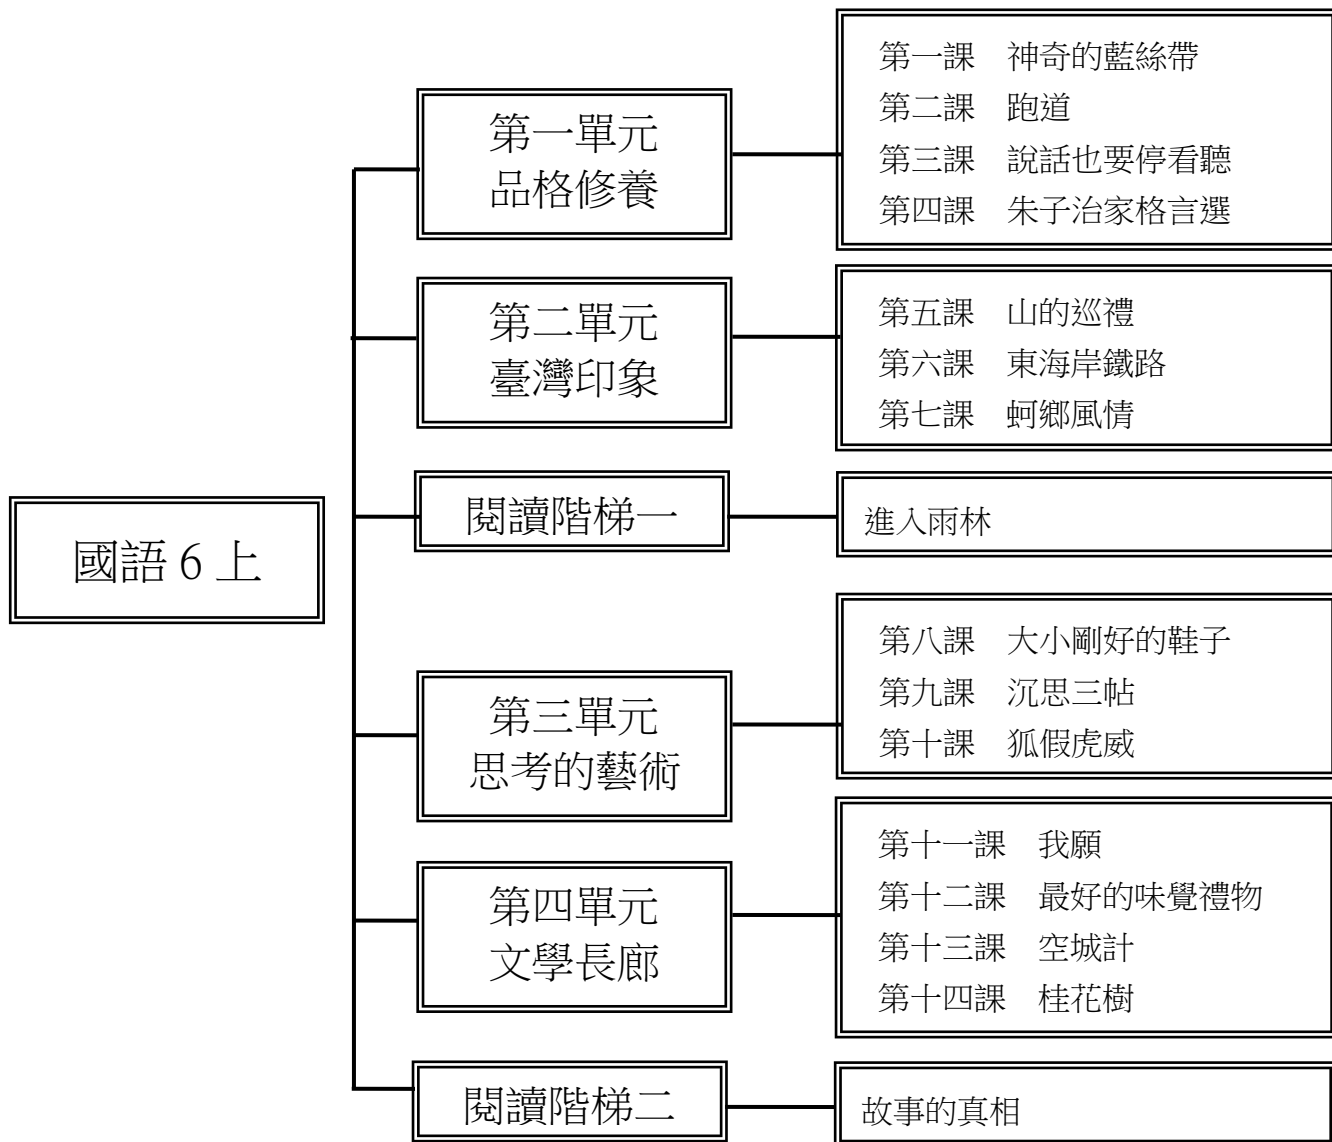 國語 6 上
第一單元
品格修養
第一課　神奇的藍絲帶
第二課　跑道
第三課　說話也要停看聽
第四課　朱子治家格言選
第二單元
臺灣印象
第五課　山的巡禮
第六課　東海岸鐵路
第七課　蚵鄉風情
閱讀階梯一
進入雨林
第三單元
思考的藝術
第八課　大小剛好的鞋子
第九課　沉思三帖
第十課　狐假虎威
第四單元
文學長廊
第十一課　我願
第十二課　最好的味覺禮物
第十三課　空城計
第十四課　桂花樹
閱讀階梯二
故事的真相